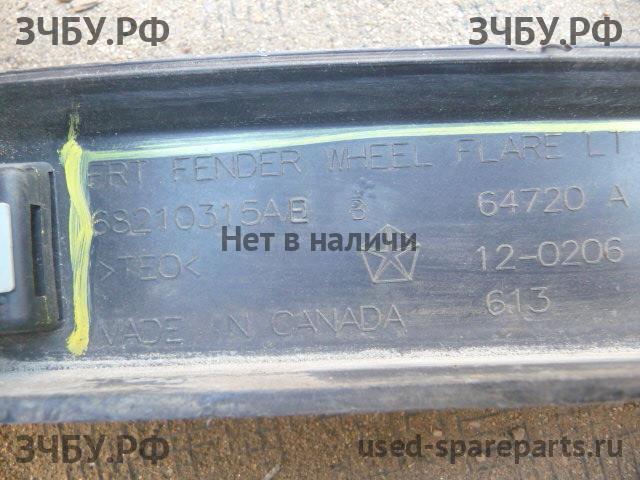 ЗЧБУ.РФ ЗЧБУ.РФ
FRT FENDER WHEEL FLARE LT
68210315AB 3 64720 A
Нет в наличи
>TEO< 12-0206
MADE IN CANADA 613
ЗЧБУ.РФ used-spareparts.ru